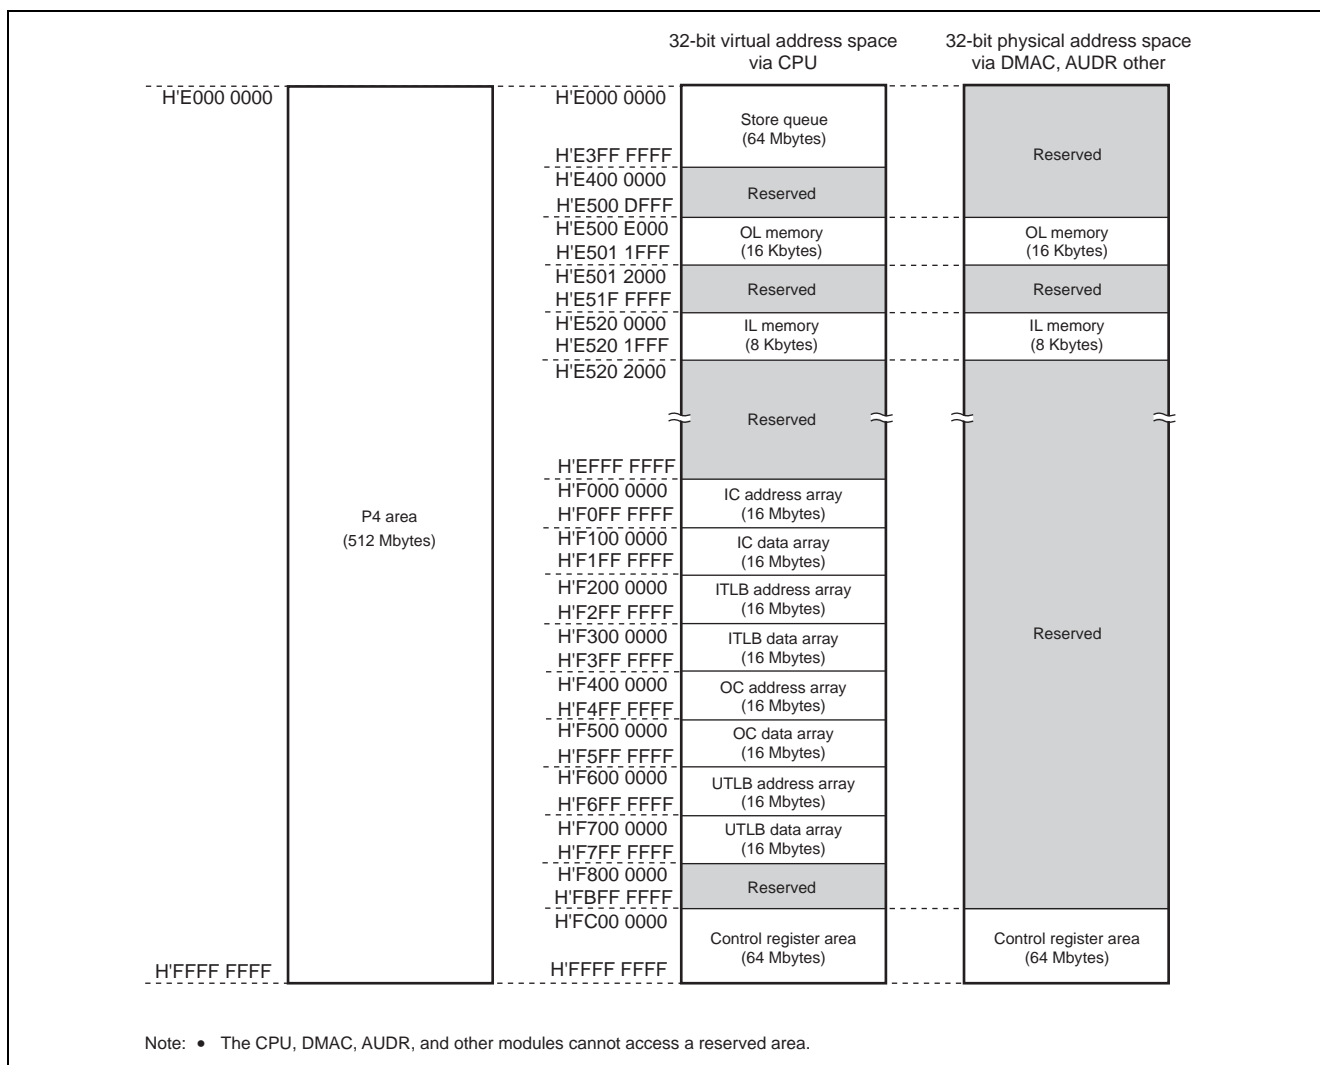 32-bit virtual address space
via CPU
32-bit physical address space
via DMAC, AUDR other
H'E000 0000
P4 area
(512 Mbytes)
H'FFFF FFFF
H'E000 0000
H'E3FF FFFF
H'E400 0000
H'E500 DFFF
H'E500 E000
H'E501 1FFF
H'E501 2000
H'E51F FFFF
H'E520 0000
H'E520 1FFF
H'E520 2000
H'EFFF FFFF
H'F000 0000
H'F0FF FFFF
H'F100 0000
H'F1FF FFFF
H'F200 0000
H'F2FF FFFF
H'F300 0000
H'F3FF FFFF
H'F400 0000
H'F4FF FFFF
H'F500 0000
H'F5FF FFFF
H'F600 0000
H'F6FF FFFF
H'F700 0000
H'F7FF FFFF
H'F800 0000
H'FBFF FFFF
H'FC00 0000
H'FFFF FFFF
Store queue
(64 Mbytes)
Reserved
OL memory
(16 Kbytes)
Reserved
IL memory
(8 Kbytes)
Reserved
IC address array
(16 Mbytes)
IC data array
(16 Mbytes)
ITLB address array
(16 Mbytes)
ITLB data array
(16 Mbytes)
OC address array
(16 Mbytes)
OC data array
(16 Mbytes)
UTLB address array
(16 Mbytes)
UTLB data array
(16 Mbytes)
Reserved
Control register area
(64 Mbytes)
Reserved
OL memory
(16 Kbytes)
Reserved
IL memory
(8 Kbytes)
Reserved
Control register area
(64 Mbytes)
Note: • The CPU, DMAC, AUDR, and other modules cannot access a reserved area.